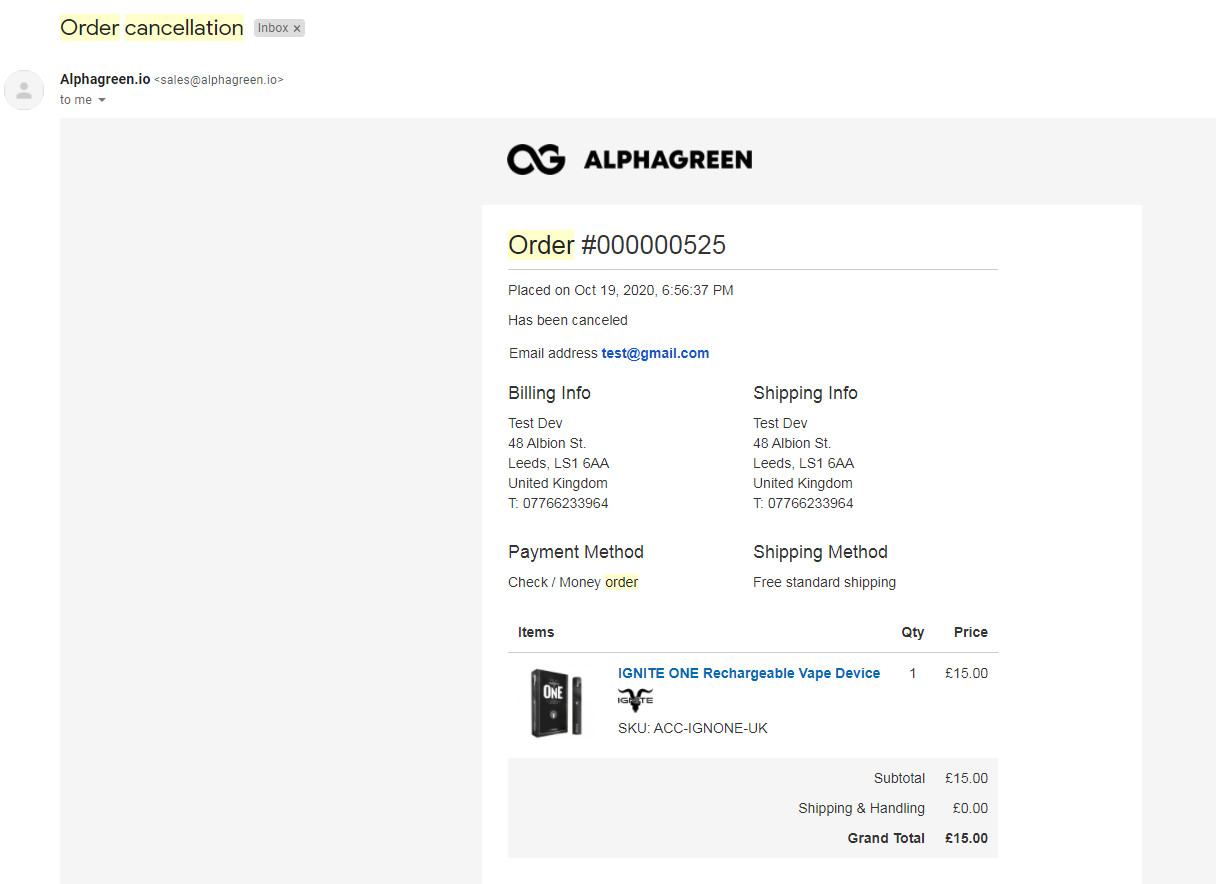 Order cancellation Inbox ×
Alphagreen.io <sales@alphagreen.io>
to me
ALPHAGREEN
Order #000000525
Placed on Oct 19, 2020, 6:56:37 PM
Has been canceled
Email address test@gmail.com
Billing Info
Test Dev
48 Albion St.
Leeds, LS1 6AA
United Kingdom
T: 07766233964
Shipping Info
Test Dev
48 Albion St.
Leeds, LS1 6AA
United Kingdom
T: 07766233964
Payment Method
Check / Money order
Shipping Method
Free standard shipping
Items Qty Price
ONE
IGNITE ONE Rechargeable Vape Device 1 £15.00
IGNITE
SKU: ACC-IGNONE-UK
Subtotal £15.00
Shipping & Handling £0.00
Grand Total £15.00